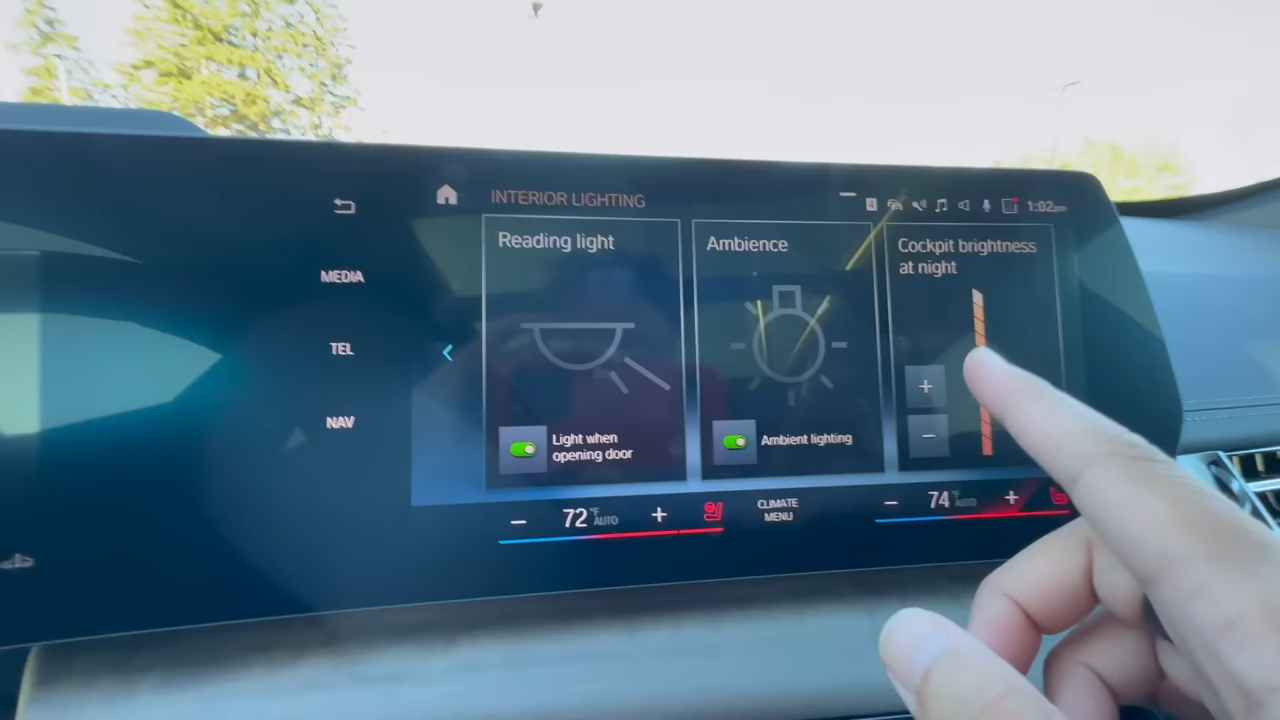 INTERIOR LIGHTING
1:02pm
MEDIA
TEL
NAV
Reading light
Light when
opening door
Ambience
Ambient lighting
Cockpit brightness
at night
+
−
− 72 °F AUTO +
CLIMATE
MENU
− 74 °F AUTO +